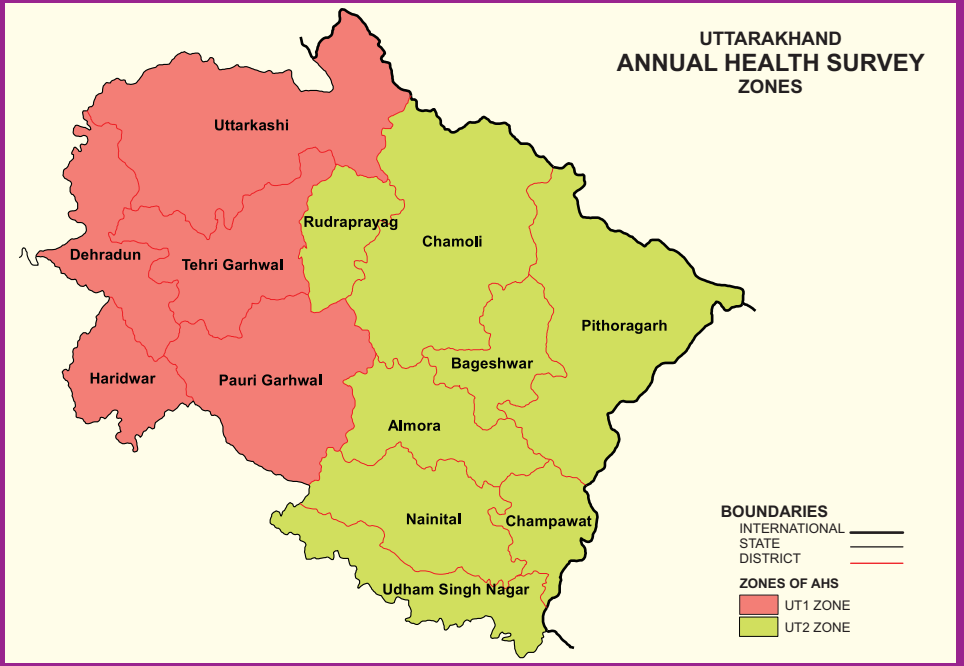 UTTARAKHAND
ANNUAL HEALTH SURVEY
ZONES
Uttarkashi
Rudraprayag
Chamoli
Dehradun
Tehri Garhwal
Pithoragarh
Bageshwar
Haridwar
Pauri Garhwal
Almora
Nainital
Champawat
Udham Singh Nagar
BOUNDARIES
INTERNATIONAL
STATE
DISTRICT
ZONES OF AHS
UT1 ZONE
UT2 ZONE